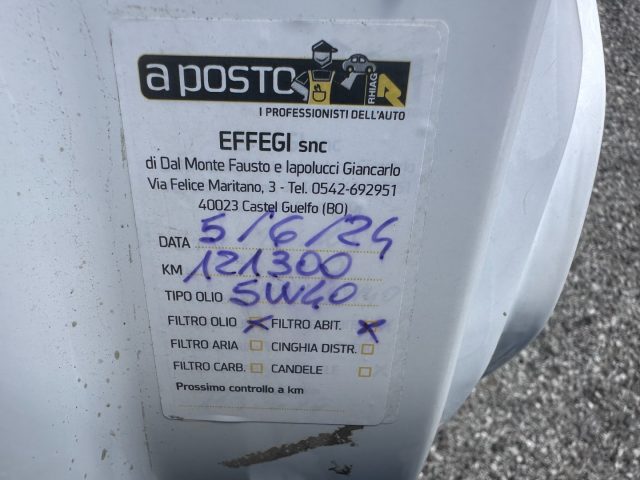 a POSTO
RHIAG
I PROFESSIONISTI DELL'AUTO
EFFEGI snc
di Dal Monte Fausto e Iapolucci Giancarlo
Via Felice Maritano, 3 - Tel. 0542-692951
40023 Castel Guelfo (BO)
DATA 5/6/24
KM 121300
TIPO OLIO 5W40
FILTRO OLIO X FILTRO ABIT. X
FILTRO ARIA CINGHIA DISTR.
FILTRO CARB. CANDELE
Prossimo controllo a km